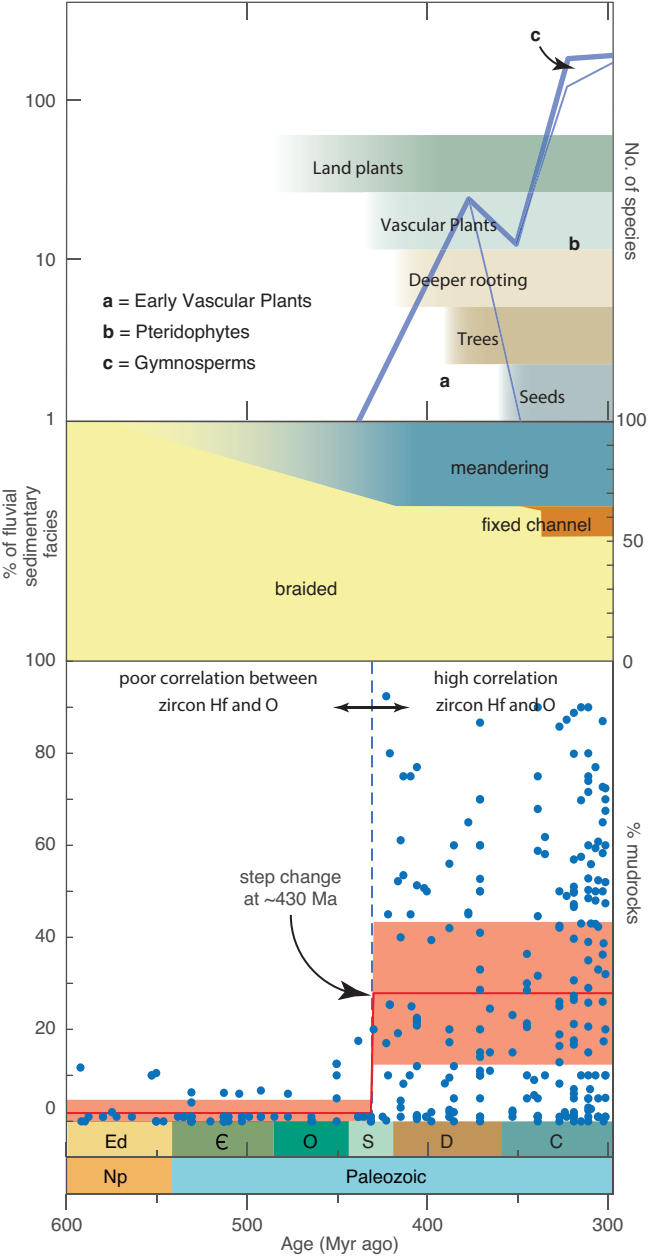 c
100
Land plants
Vascular Plants
b
No. of species
10
Deeper rooting
a = Early Vascular Plants
b = Pteridophytes
Trees
c = Gymnosperms
a
Seeds
1
100
meandering
% of fluvial
sedimentary
facies
fixed channel
50
braided
100
0
poor correlation between
zircon Hf and O
high correlation
zircon Hf and O
80
60
% mudrocks
step change
at ~430 Ma
40
20
0
Ed
Є
O
S
D
C
Np
Paleozoic
600
500
400
300
Age (Myr ago)